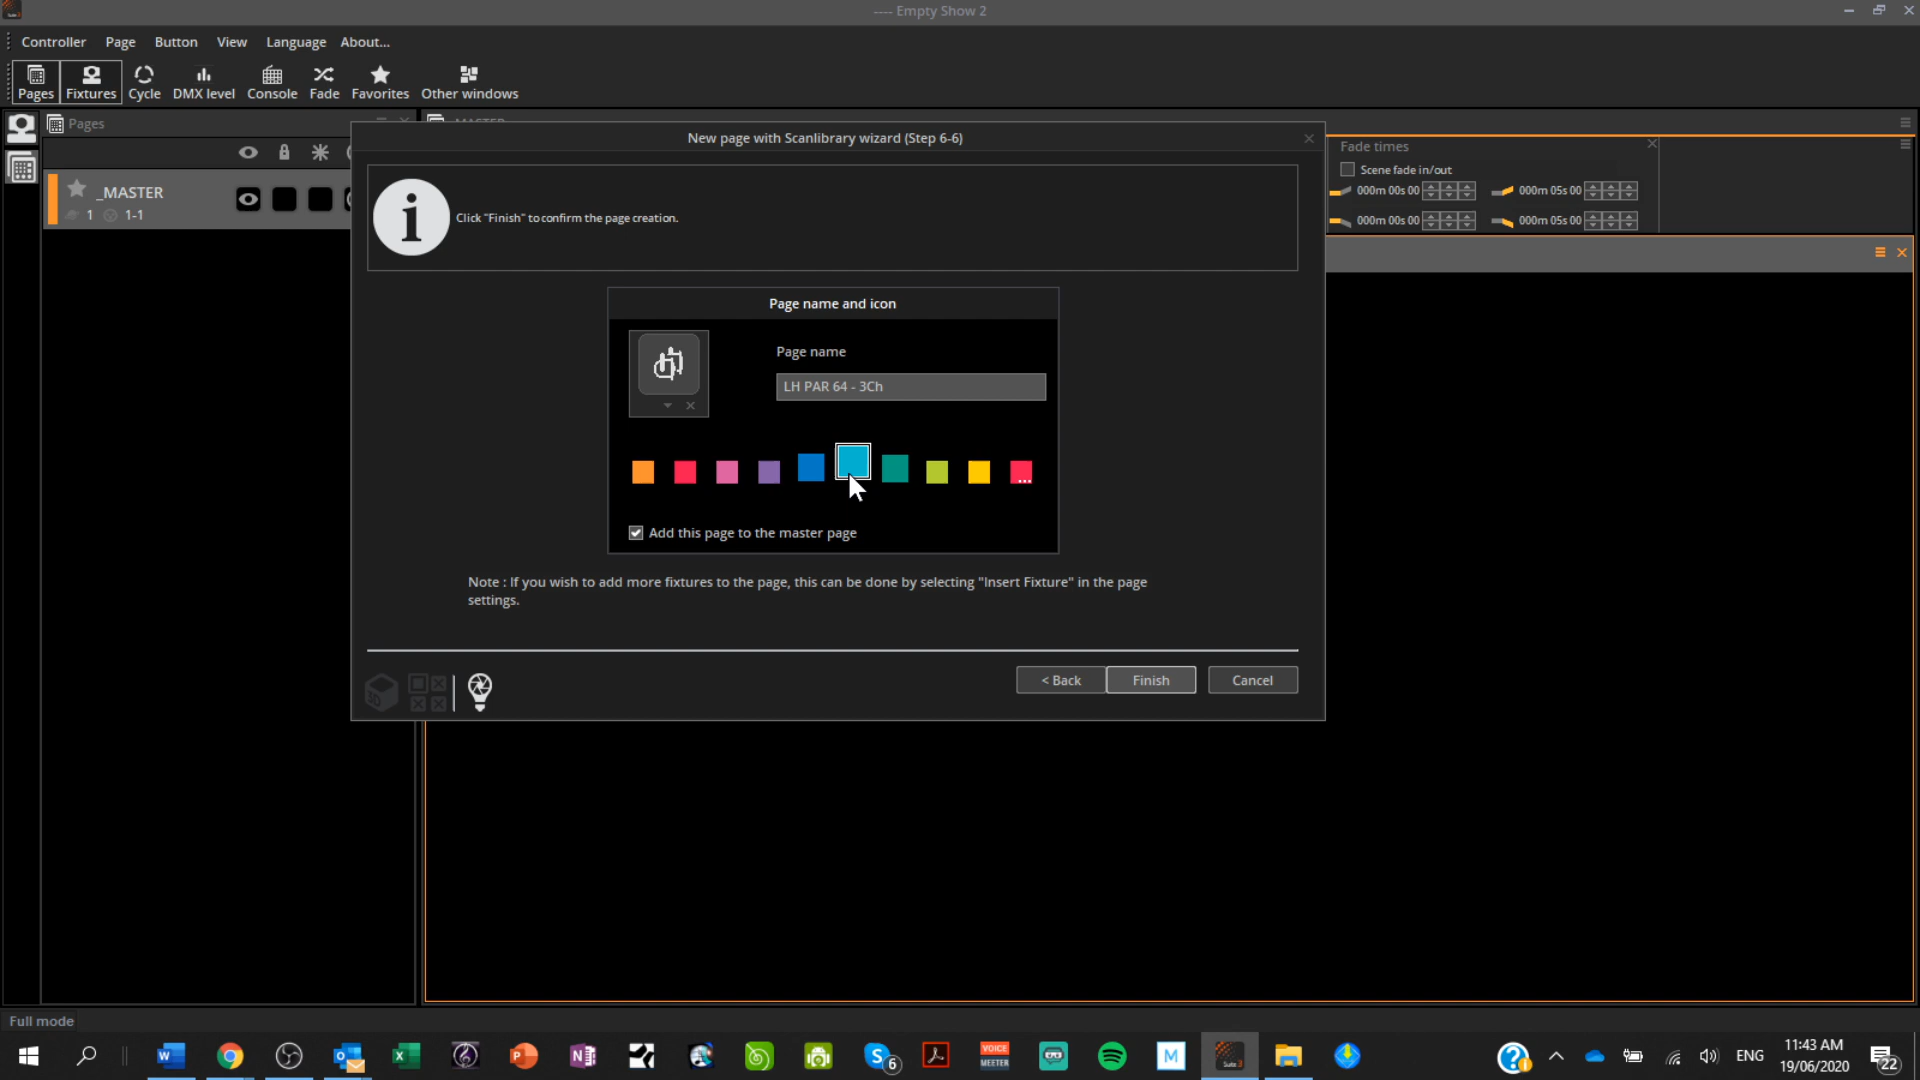 ---- Empty Show 2
Controller Page Button View Language About...
Pages Fixtures Cycle DMX level Console Fade Favorites Other windows
Pages
_MASTER
1 1-1
New page with Scanlibrary wizard (Step 6-6)
Click "Finish" to confirm the page creation.
Page name and icon
Page name
LH PAR 64 - 3Ch
...
Add this page to the master page
Note : If you wish to add more fixtures to the page, this can be done by selecting "Insert Fixture" in the page
settings.
< Back Finish Cancel
Fade times
Scene fade in/out
000m 00s 00 000m 05s 00
000m 00s 00 000m 05s 00
Full mode
VOICE
MEETER
M
6
ENG
11:43 AM
19/06/2020
22